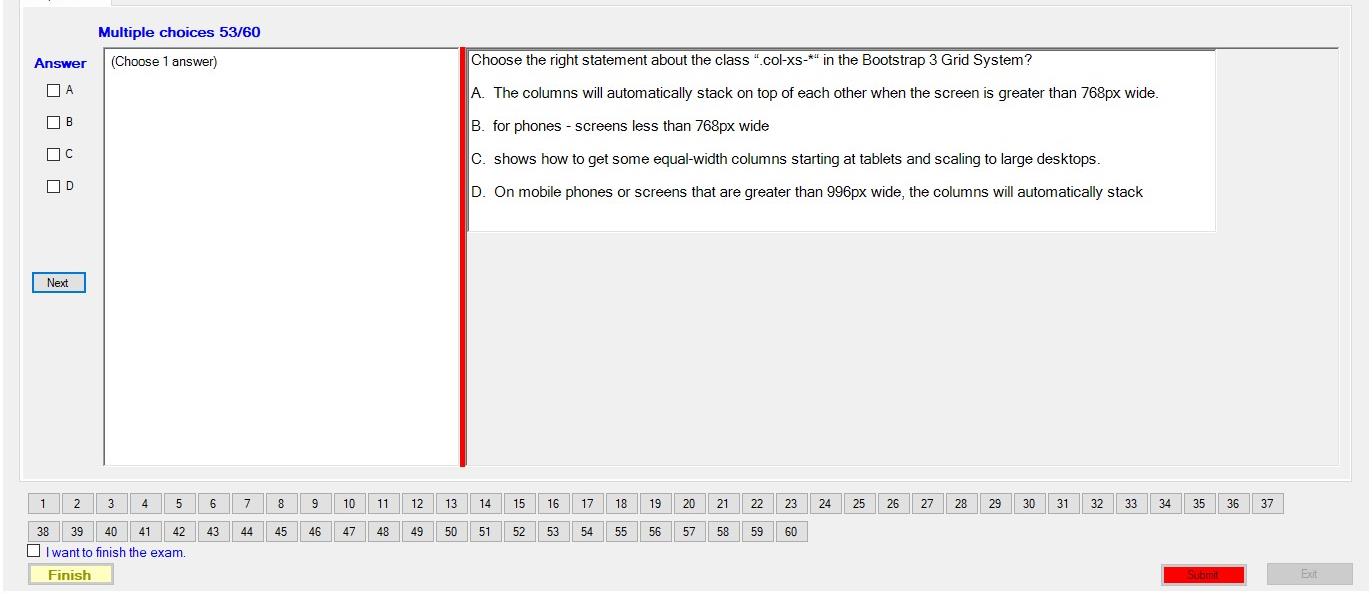 Multiple choices 53/60
Answer
A
B
C
D
Next
(Choose 1 answer)
Choose the right statement about the class “.col-xs-*“ in the Bootstrap 3 Grid System?
A. The columns will automatically stack on top of each other when the screen is greater than 768px wide.
B. for phones - screens less than 768px wide
C. shows how to get some equal-width columns starting at tablets and scaling to large desktops.
D. On mobile phones or screens that are greater than 996px wide, the columns will automatically stack
1 2 3 4 5 6 7 8 9 10 11 12 13 14 15 16 17 18 19 20 21 22 23 24 25 26 27 28 29 30 31 32 33 34 35 36 37
38 39 40 41 42 43 44 45 46 47 48 49 50 51 52 53 54 55 56 57 58 59 60
I want to finish the exam.
Finish
Submit
Exit